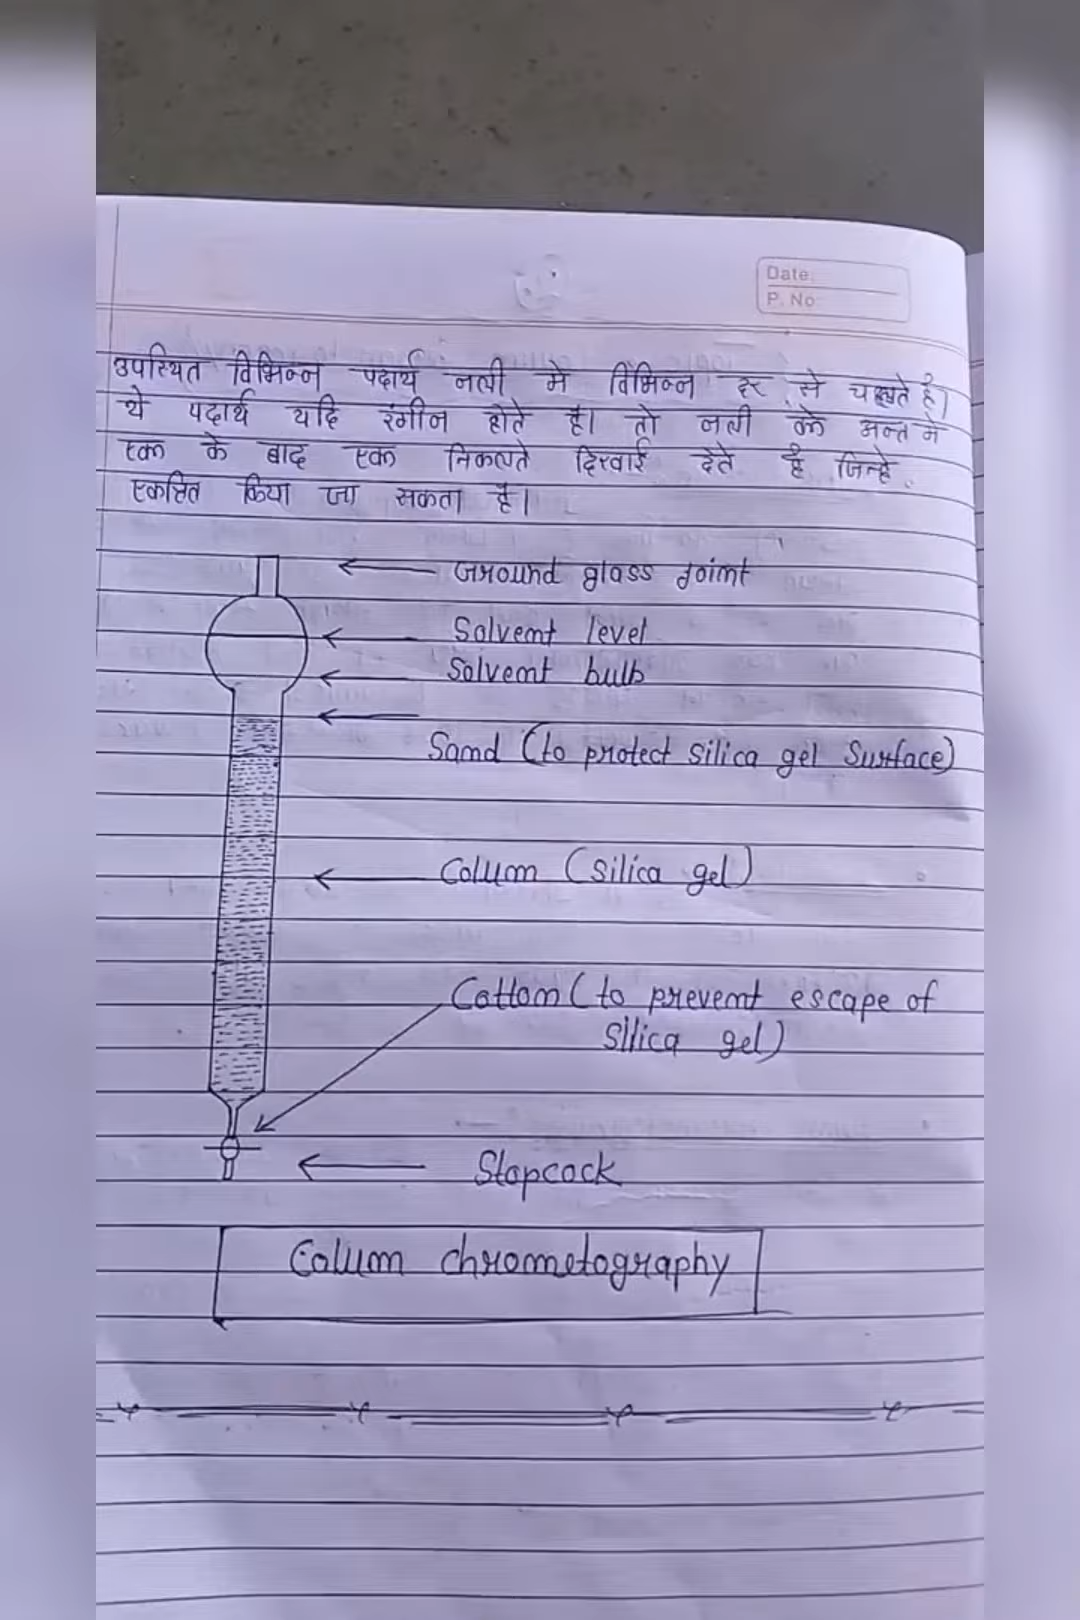 Date:
P. No:
उपस्थित विभिन्न पदार्थ नली मे विभिन्न दर से चलते है।
ये पदार्थ यदि रंगीन होते है। तो नली के अन्त मे
एक के बाद एक निकलते दिखाई देते है जिन्हे
एकत्रित किया जा सकता है।
Ground glass Joint
Solvent level
Solvent bulb
Sand (to protect Silica gel Surface)
Colum (Silica gel)
Cotton (to prevent escape of
Silica gel)
Stopcock
Colum chrometography